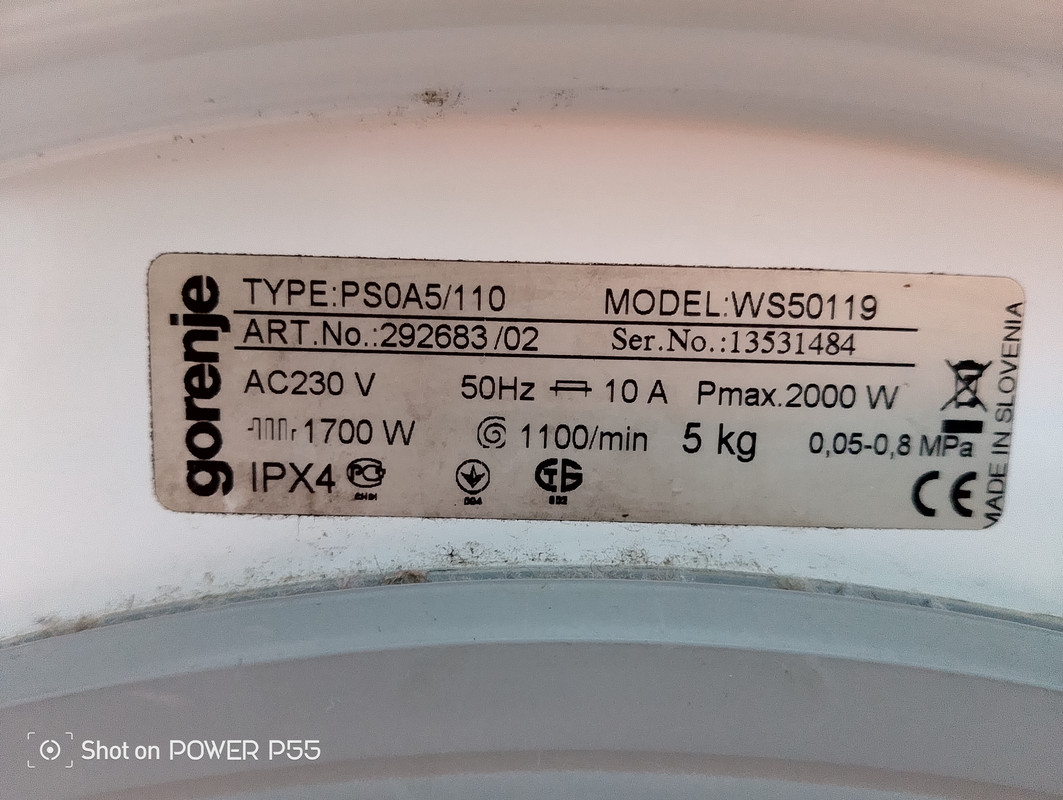 gorenje
TYPE:PS0A5/110 MODEL:WS50119
ART.No.:292683/02 Ser.No.:13531484
AC230 V 50Hz 10 A Pmax.2000 W
1700 W 1100/min 5 kg 0,05-0,8 MPa
IPX4
CE
MADE IN SLOVENIA
Shot on POWER P55